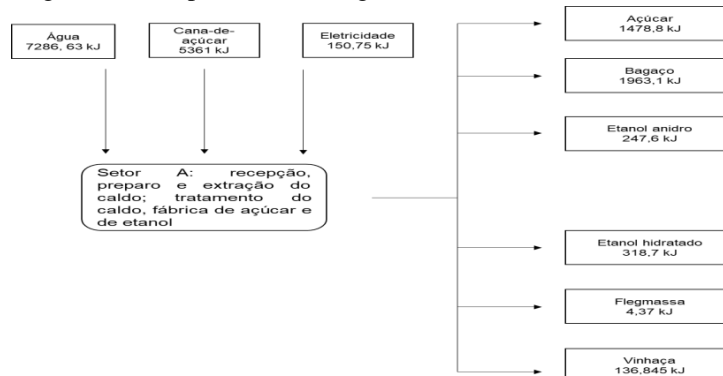 Água
7286, 63 kJ
Cana-de-
açúcar
5361 kJ
Eletricidade
150,75 kJ
Setor A: recepção,
preparo e extração do
caldo; tratamento do
caldo, fábrica de açúcar e
de etanol
Açúcar
1478,8 kJ
Bagaço
1963,1 kJ
Etanol anidro
247,6 kJ
Etanol hidratado
318,7 kJ
Flegmassa
4,37 kJ
Vinhaça
136,845 kJ